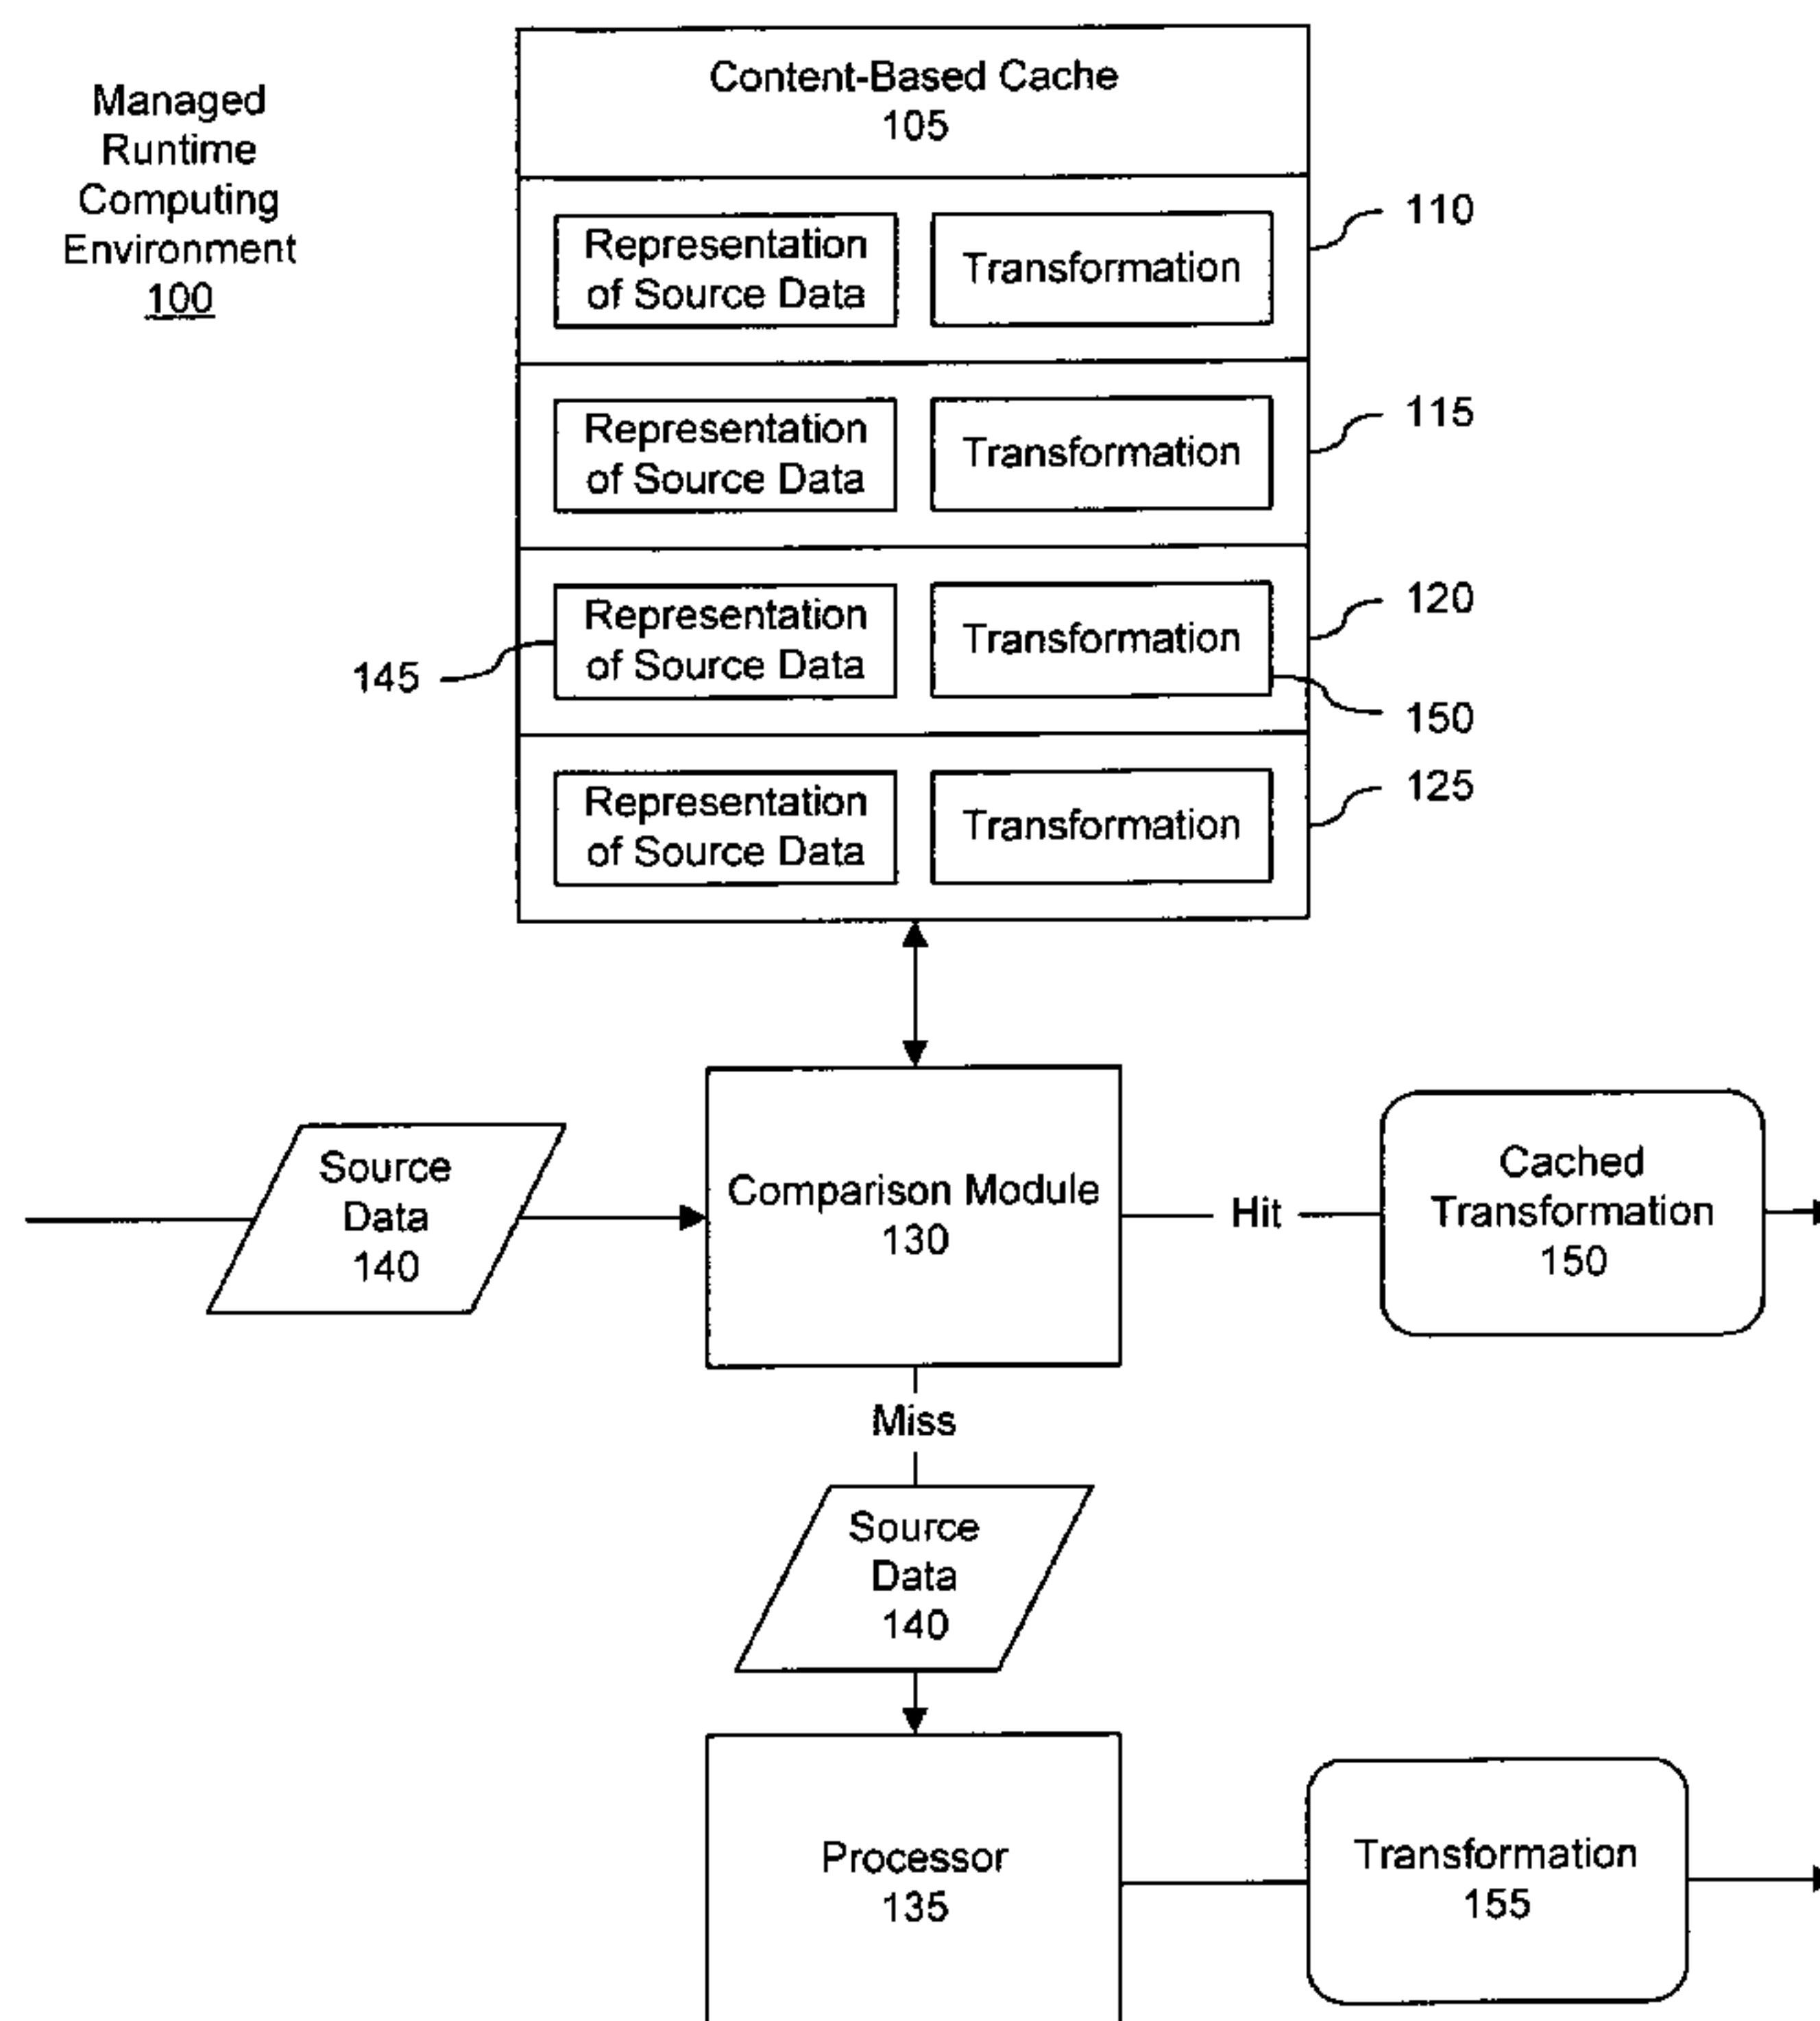 Managed
Runtime
Computing
Environment
100
Content-Based Cache
105
Representation
of Source Data
Transformation
110
Representation
of Source Data
Transformation
115
Representation
of Source Data
Transformation
120
145
150
Representation
of Source Data
Transformation
125
Source
Data
140
Comparison Module
130
Hit
Cached
Transformation
150
Miss
Source
Data
140
Processor
135
Transformation
155